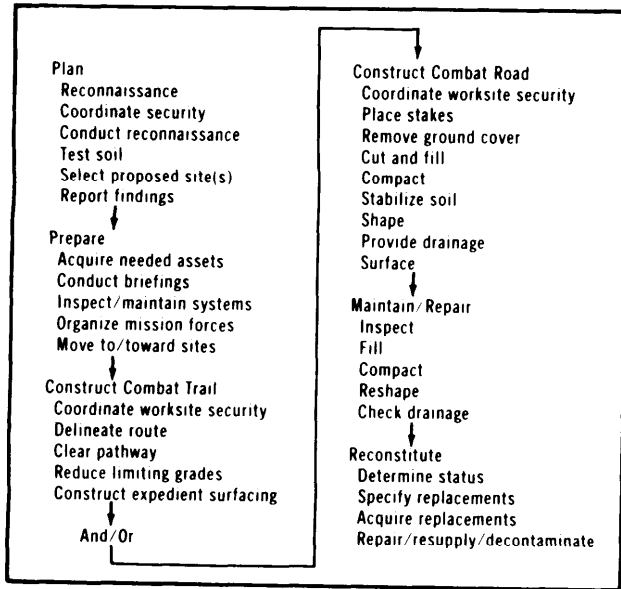 Plan
Reconnaissance
Coordinate security
Conduct reconnaissance
Test soil
Select proposed site(s)
Report findings
Prepare
Acquire needed assets
Conduct briefings
Inspect/maintain systems
Organize mission forces
Move to/toward sites
Construct Combat Trail
Coordinate worksite security
Delineate route
Clear pathway
Reduce limiting grades
Construct expedient surfacing
And/Or
Construct Combat Road
Coordinate worksite security
Place stakes
Remove ground cover
Cut and fill
Compact
Stabilize soil
Shape
Provide drainage
Surface
Maintain/Repair
Inspect
Fill
Compact
Reshape
Check drainage
Reconstitute
Determine status
Specify replacements
Acquire replacements
Repair/resupply/decontaminate